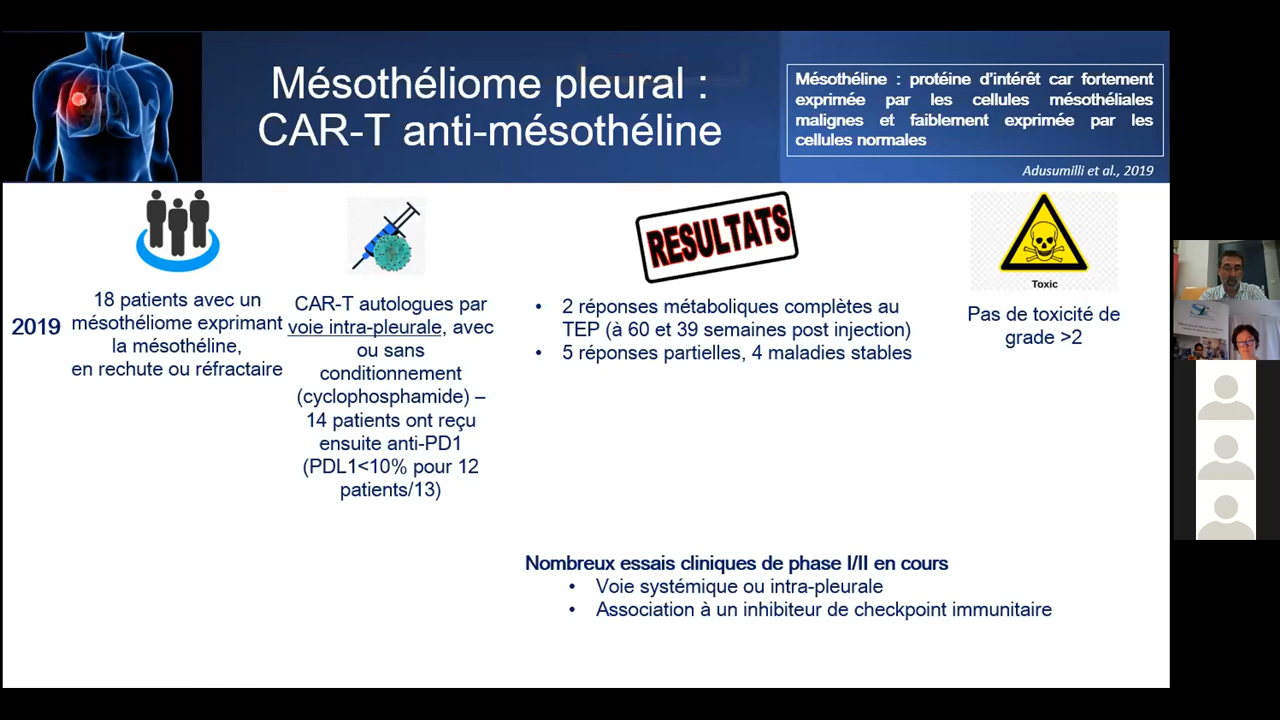 Mésothéliome pleural :
CAR-T anti-mésothéline
Mésothéline : protéine d'intérêt car fortement
exprimée par les cellules mésothéliales
malignes et faiblement exprimée par les
cellules normales
Adusumilli et al., 2019
2019
18 patients avec un
mésothéliome exprimant
la mésothéline,
en rechute ou réfractaire
CAR-T autologues par
voie intra-pleurale, avec
ou sans
conditionnement
(cyclophosphamide) –
14 patients ont reçu
ensuite anti-PD1
(PDL1<10% pour 12
patients/13)
RESULTATS
• 2 réponses métaboliques complètes au
TEP (à 60 et 39 semaines post injection)
• 5 réponses partielles, 4 maladies stables
Toxic
Pas de toxicité de
grade >2
Nombreux essais cliniques de phase I/II en cours
• Voie systémique ou intra-pleurale
• Association à un inhibiteur de checkpoint immunitaire